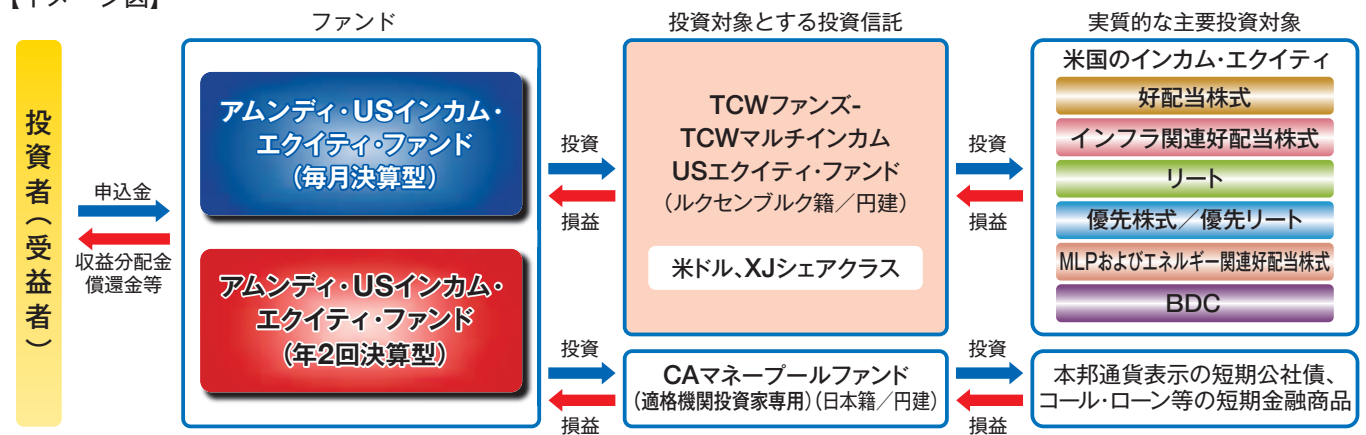 【イメージ図】
ファンド
投資対象とする投資信託
実質的な主要投資対象
投資者（受益者）
申込金
収益分配金
償還金等
アムンディ・USインカム・
エクイティ・ファンド
（毎月決算型）
アムンディ・USインカム・
エクイティ・ファンド
（年2回決算型）
投資
損益
TCWファンズ-
TCWマルチインカム
USエクイティ・ファンド
（ルクセンブルク籍／円建）
米ドル、XJシェアクラス
投資
損益
米国のインカム・エクイティ
好配当株式
インフラ関連好配当株式
リート
優先株式／優先リート
MLPおよびエネルギー関連好配当株式
BDC
投資
損益
CAマネープールファンド
（適格機関投資家専用）（日本籍／円建）
投資
損益
本邦通貨表示の短期公社債、
コール・ローン等の短期金融商品